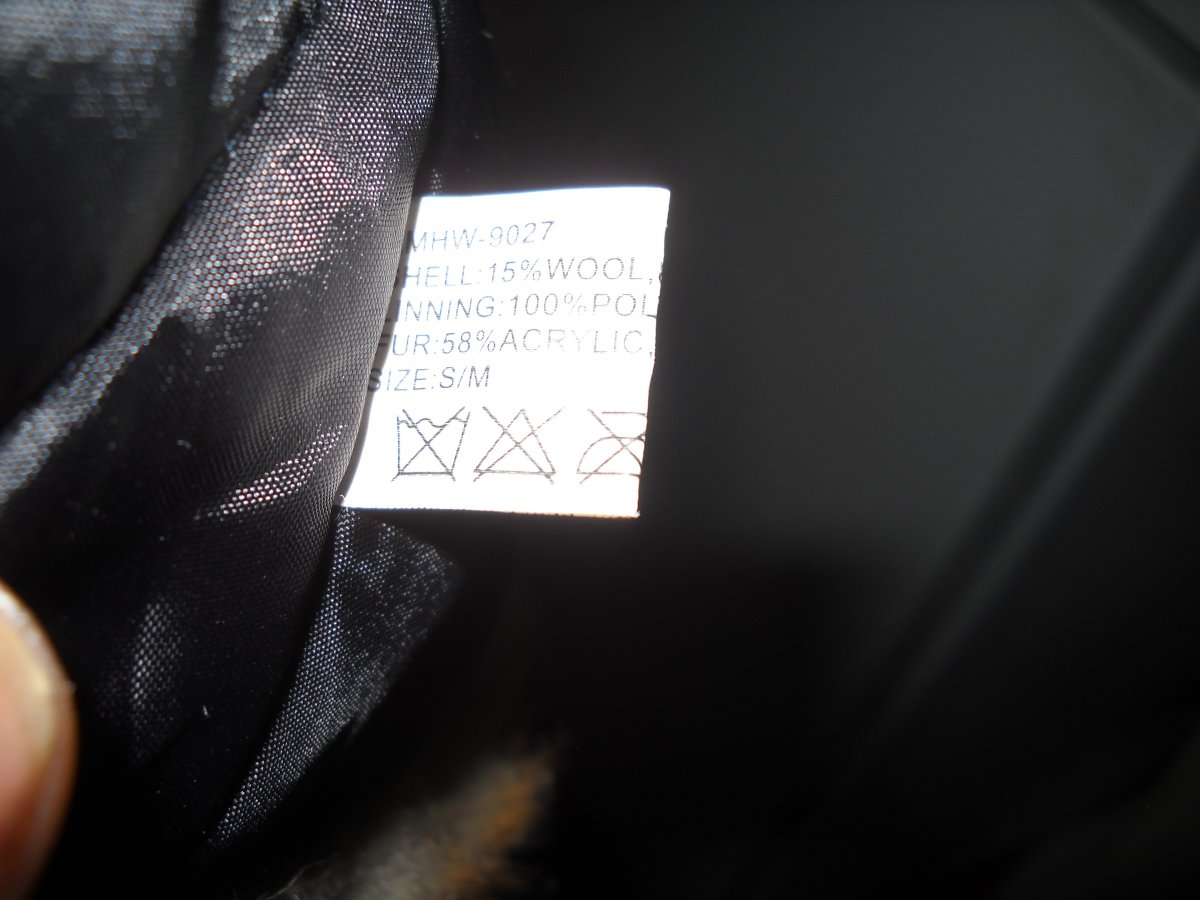 MHW-9027
HELL:15%WOOL,
INNING:100%POL
FUR:58%ACRYLIC,
SIZE:S/M